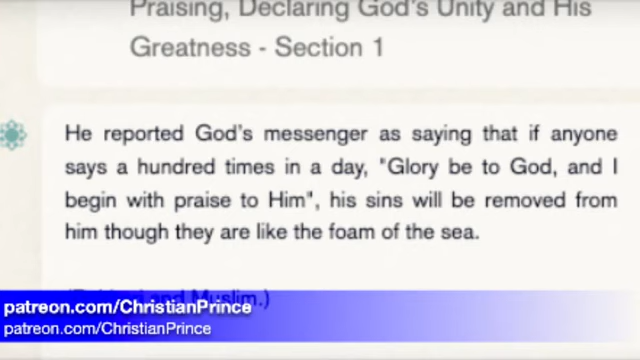 Praising, Declaring God's Unity and His
Greatness - Section 1
He reported God's messenger as saying that if anyone
says a hundred times in a day, "Glory be to God, and I
begin with praise to Him", his sins will be removed from
him though they are like the foam of the sea.
and Muslim.)
patreon.com/ChristianPrince
patreon.com/ChristianPrince